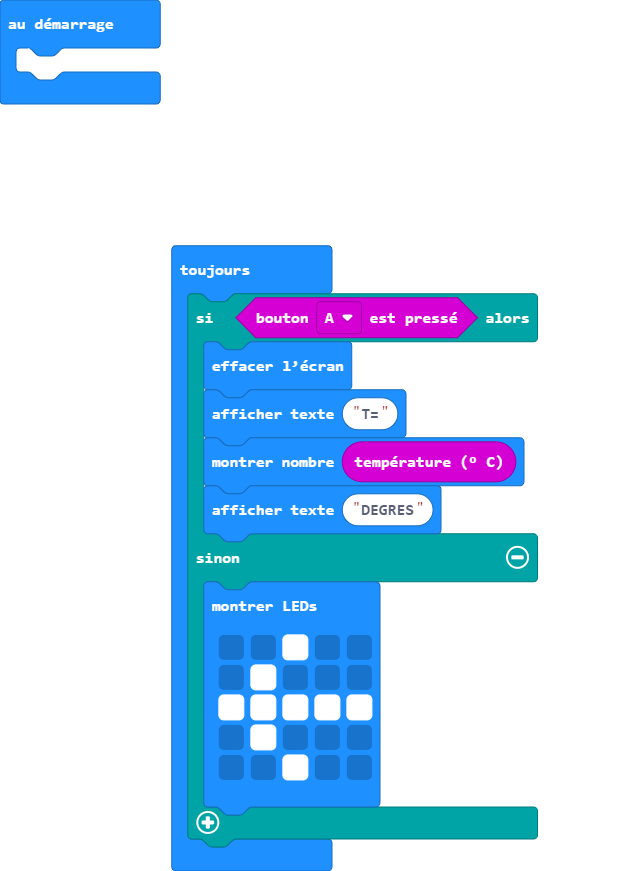 au démarrage
toujours
si bouton A est pressé alors
effacer l'écran
afficher texte "T="
montrer nombre température (º C)
afficher texte "DEGRES"
sinon
montrer LEDs